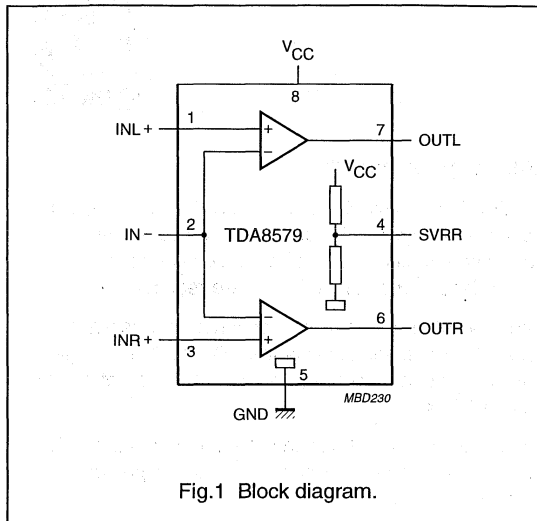 VCC
8
1
INL+
+
−
7
OUTL
VCC
IN−
2
TDA8579
4
SVRR
−
+
6
OUTR
INR+
3
5
MBD230
GND
Fig.1 Block diagram.